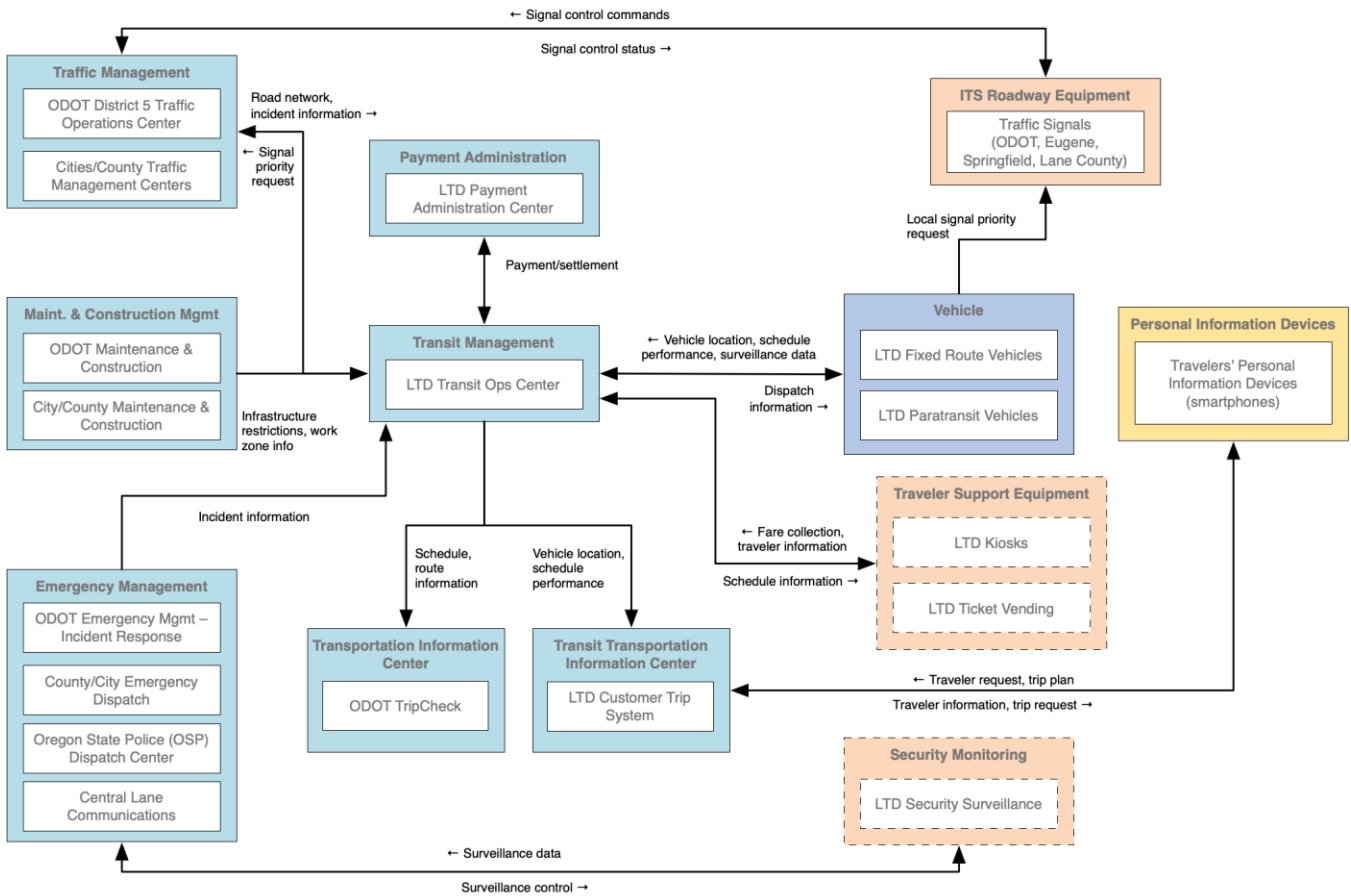 ← Signal control commands
Signal control status →
Traffic Management
ODOT District 5 Traffic
Operations Center
Cities/County Traffic
Management Centers
Road network,
incident information →
← Signal
priority
request
Payment Administration
LTD Payment
Administration Center
Payment/settlement
ITS Roadway Equipment
Traffic Signals
(ODOT, Eugene,
Springfield, Lane County)
Local signal priority
request
Maint. & Construction Mgmt
ODOT Maintenance &
Construction
City/County Maintenance &
Construction
Infrastructure
restrictions, work
zone info
Transit Management
LTD Transit Ops Center
← Vehicle location, schedule
performance, surveillance data
Dispatch
information →
Vehicle
LTD Fixed Route Vehicles
LTD Paratransit Vehicles
Personal Information Devices
Travelers' Personal
Information Devices
(smartphones)
Incident information
Schedule,
route
information
Vehicle location,
schedule
performance
← Fare collection,
traveler information
Schedule information →
Traveler Support Equipment
LTD Kiosks
LTD Ticket Vending
Emergency Management
ODOT Emergency Mgmt –
Incident Response
County/City Emergency
Dispatch
Oregon State Police (OSP)
Dispatch Center
Central Lane
Communications
Transportation Information
Center
ODOT TripCheck
Transit Transportation
Information Center
LTD Customer Trip
System
← Traveler request, trip plan
Traveler information, trip request →
Security Monitoring
LTD Security Surveillance
← Surveillance data
Surveillance control →